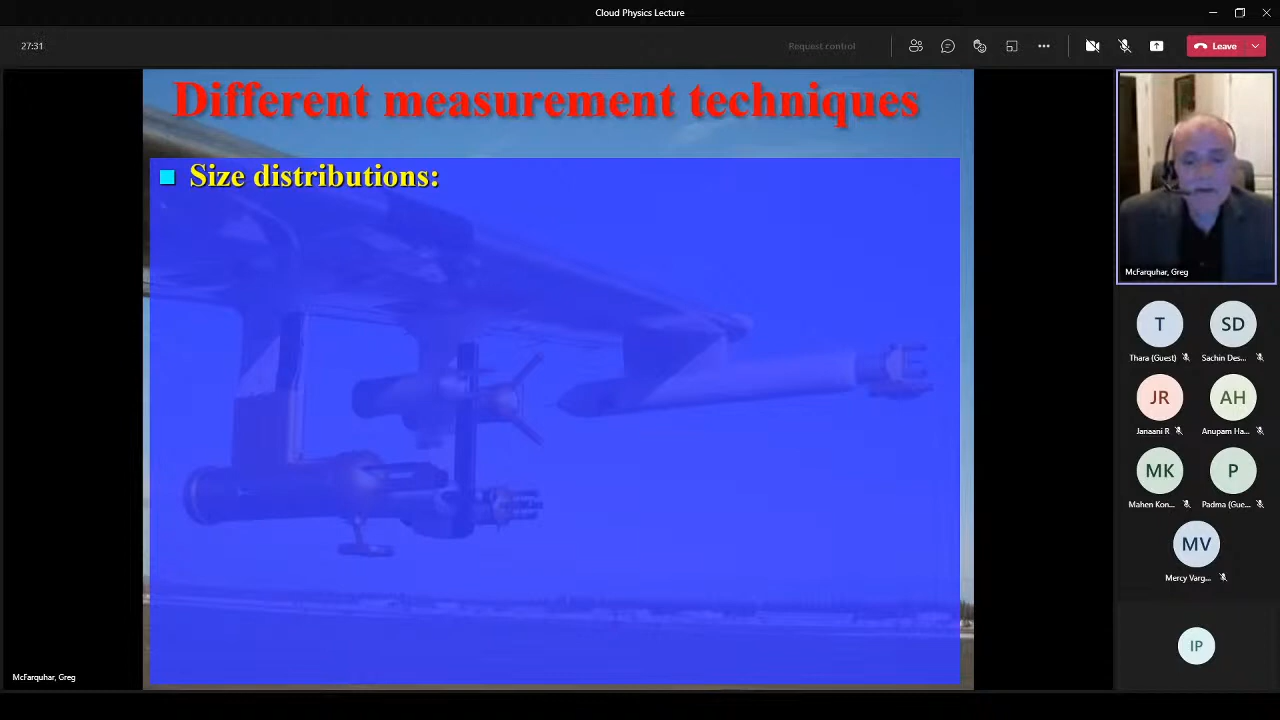 Cloud Physics Lecture
27:31
Request control
Leave
Different measurement techniques
Size distributions:
McFarquhar, Greg
T
SD
Thara (Guest)
Sachin Des...
JR
AH
Janaani R
Anupam Ha...
MK
P
Mahen Kon...
Padma (Gue...
MV
Mercy Varg...
IP
McFarquhar, Greg